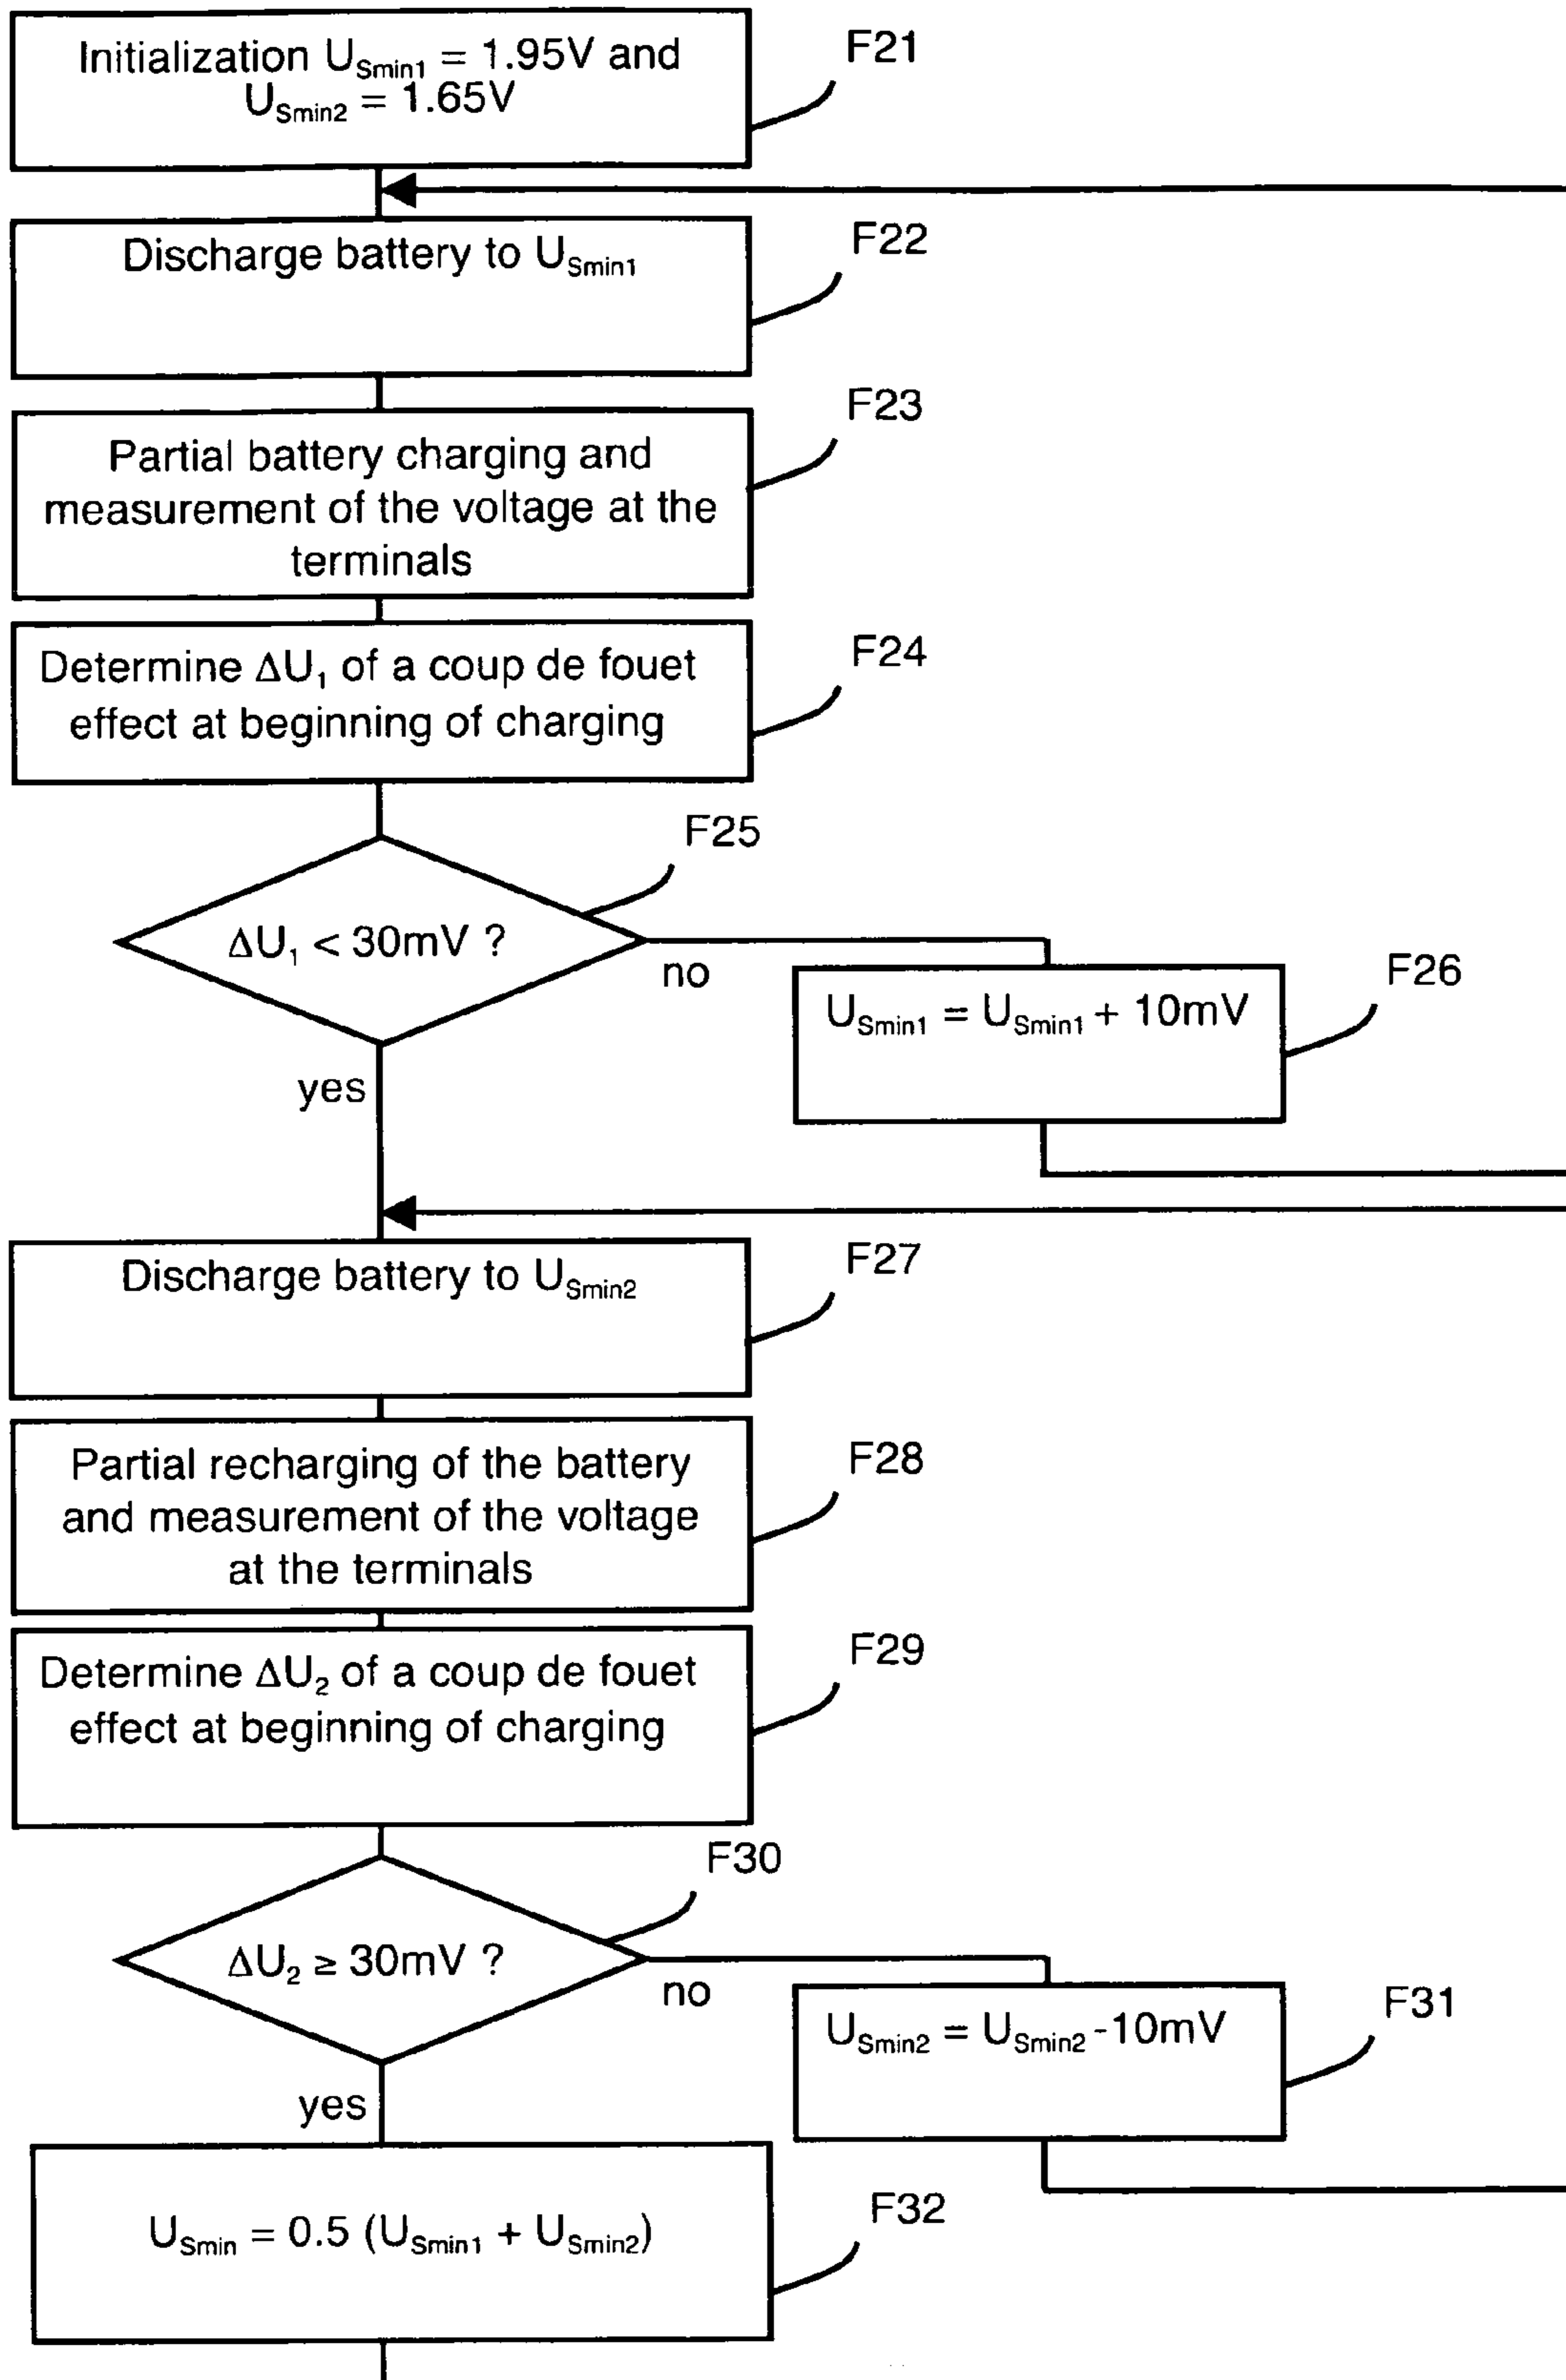 Initialization USmin1 = 1.95V and
USmin2 = 1.65V
F21
Discharge battery to USmin1
F22
Partial battery charging and
measurement of the voltage at the
terminals
F23
Determine ΔU1 of a coup de fouet
effect at beginning of charging
F24
F25
ΔU1 < 30mV ?
no
yes
USmin1 = USmin1 + 10mV
F26
Discharge battery to USmin2
F27
Partial recharging of the battery
and measurement of the voltage
at the terminals
F28
Determine ΔU2 of a coup de fouet
effect at beginning of charging
F29
F30
ΔU2 ≥ 30mV ?
no
yes
USmin2 = USmin2 -10mV
F31
USmin = 0.5 (USmin1 + USmin2)
F32